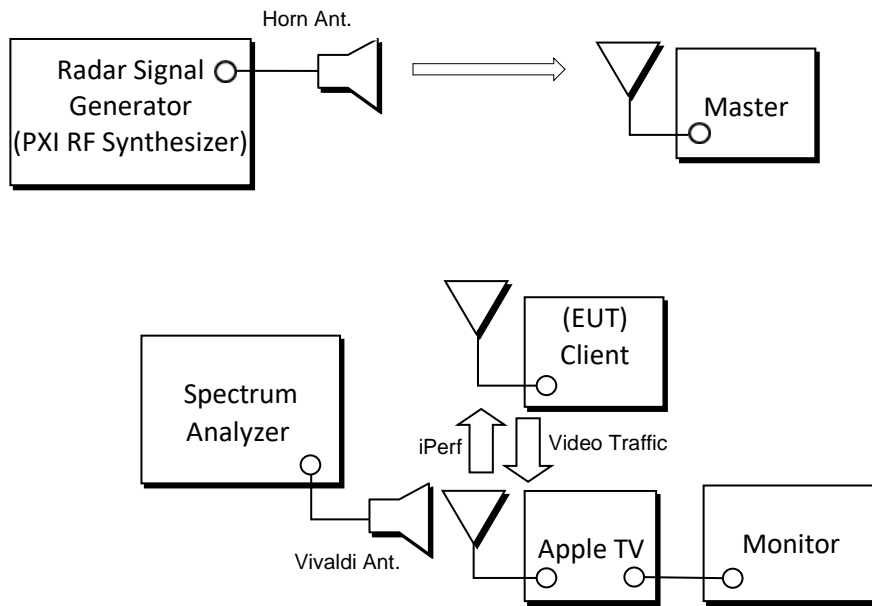 Horn Ant.
Radar Signal
Generator
(PXI RF Synthesizer)
Master
(EUT)
Client
Spectrum
Analyzer
iPerf
Video Traffic
Vivaldi Ant.
Apple TV
Monitor